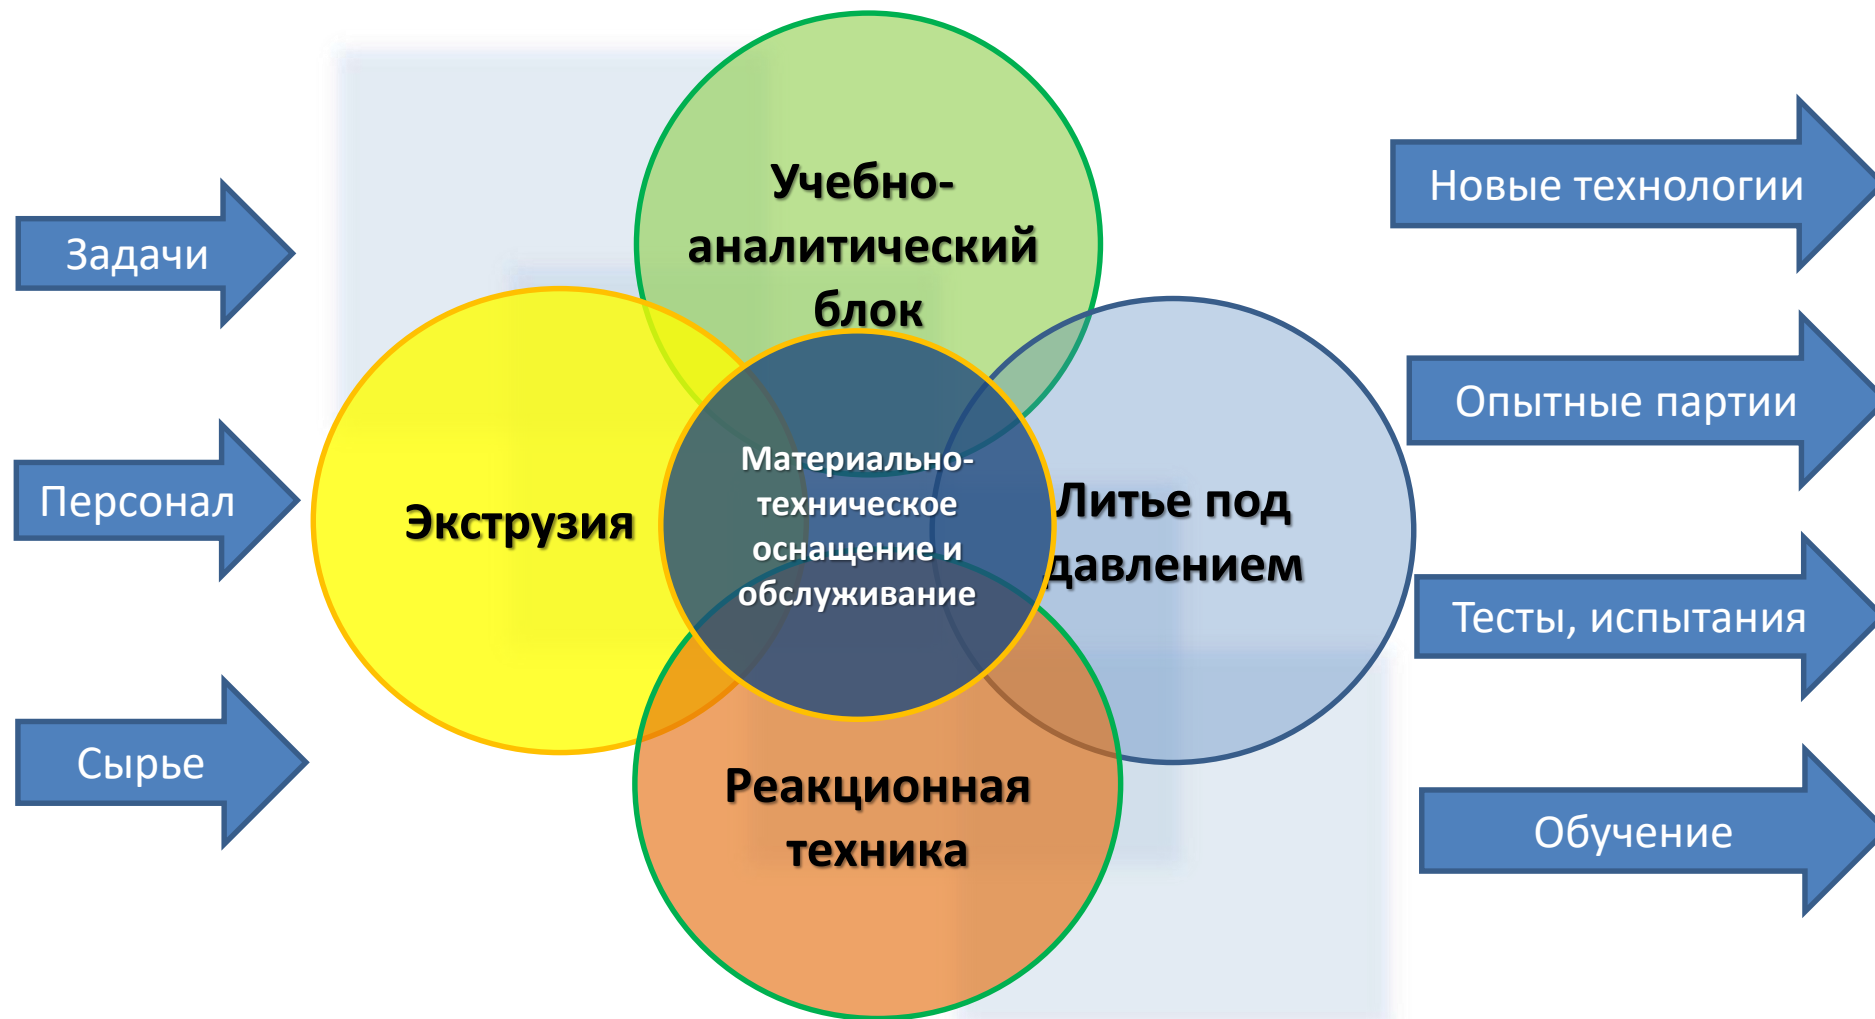 Задачи
Персонал
Сырье
Учебно-
аналитический
блок
Экструзия
Материально-
техническое
оснащение и
обслуживание
Литье под
давлением
Реакционная
техника
Новые технологии
Опытные партии
Тесты, испытания
Обучение